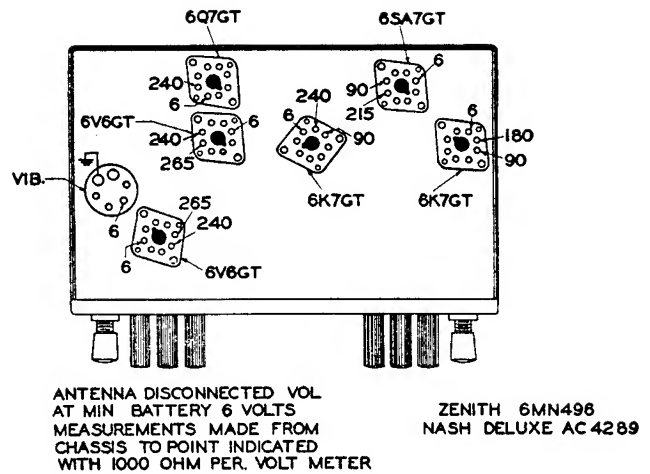 6Q7GT
6SA7GT
240
6
6V6GT
240
265
6
6
240
90
6K7GT
90
215
6
6
180
90
6K7GT
VIB.
6
265
240
6
6V6GT
ANTENNA DISCONNECTED VOL
AT MIN BATTERY 6 VOLTS
MEASUREMENTS MADE FROM
CHASSIS TO POINT INDICATED
WITH 1000 OHM PER. VOLT METER
ZENITH 6MN496
NASH DELUXE AC 4289